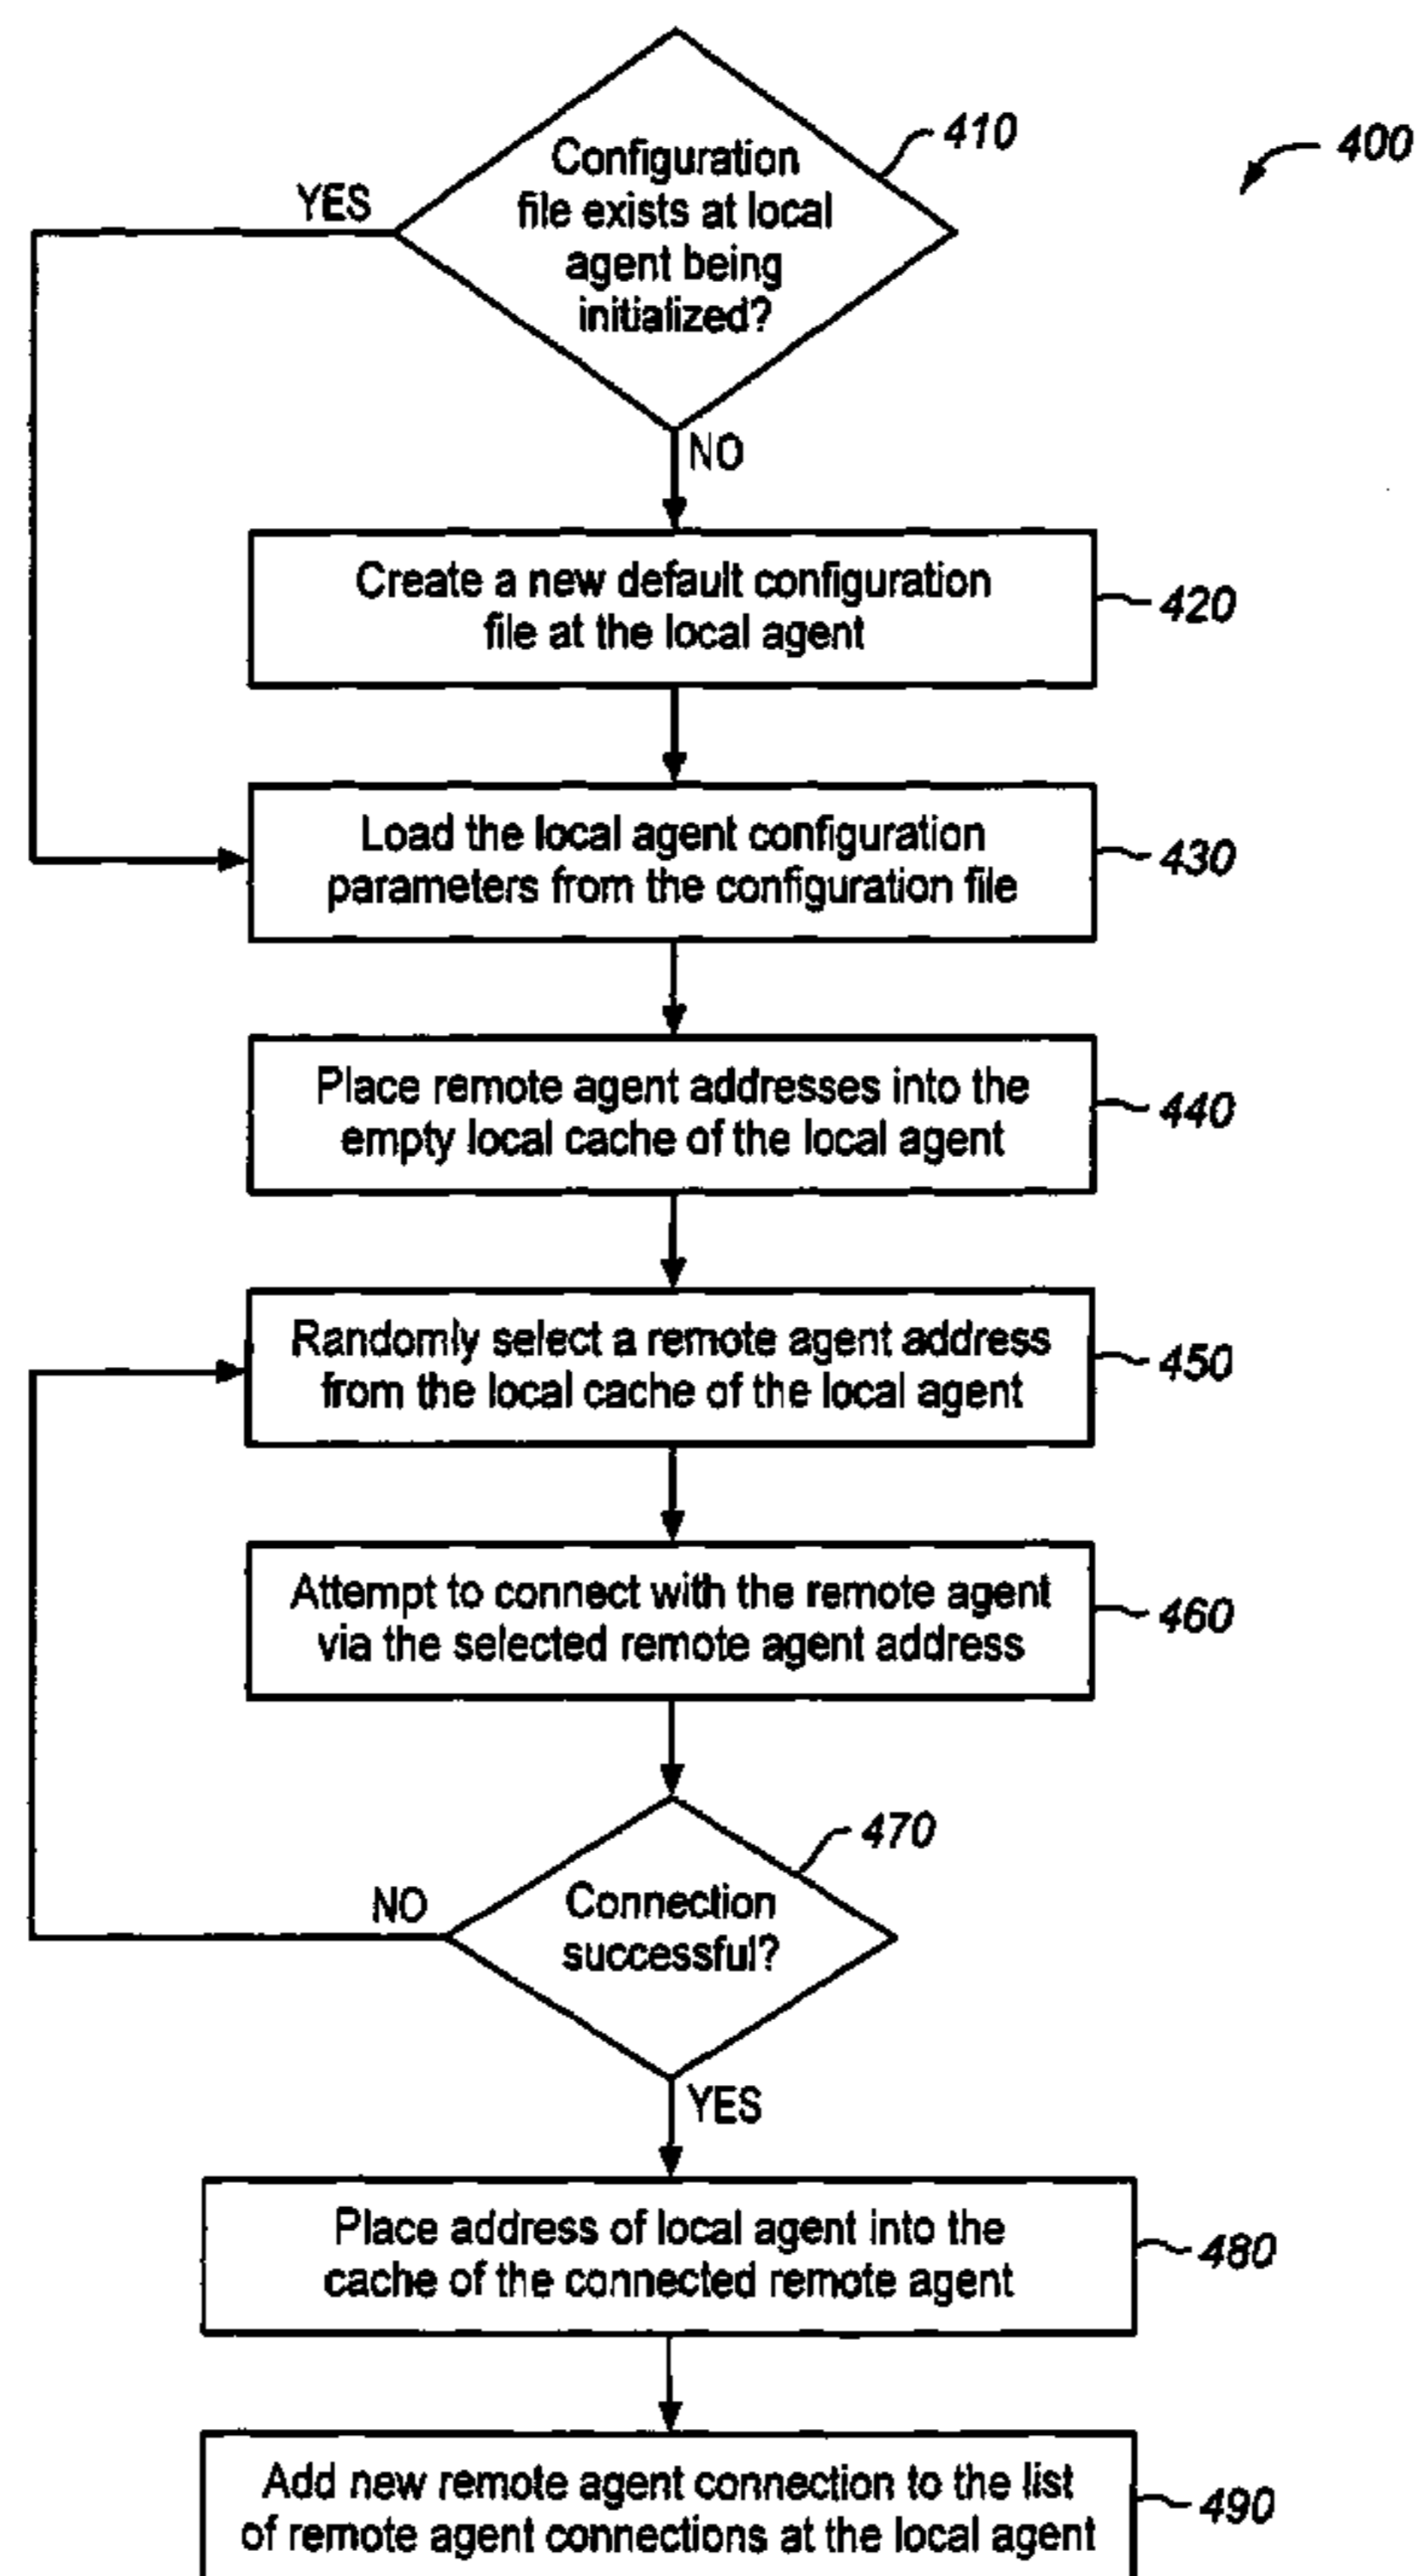 Configuration
file exists at local
agent being
initialized?
410
400
YES
NO
Create a new default configuration
file at the local agent
420
Load the local agent configuration
parameters from the configuration file
430
Place remote agent addresses into the
empty local cache of the local agent
440
Randomly select a remote agent address
from the local cache of the local agent
450
Attempt to connect with the remote agent
via the selected remote agent address
460
470
NO
Connection
successful?
YES
Place address of local agent into the
cache of the connected remote agent
480
Add new remote agent connection to the list
of remote agent connections at the local agent
490